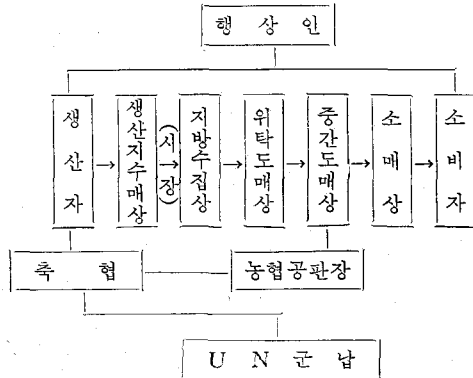 행상인
생산자
생산지수매상
(시장)
지방수집상
위탁도매상
중간도매상
소매상
소비자
축협
농협공판장
UN군납